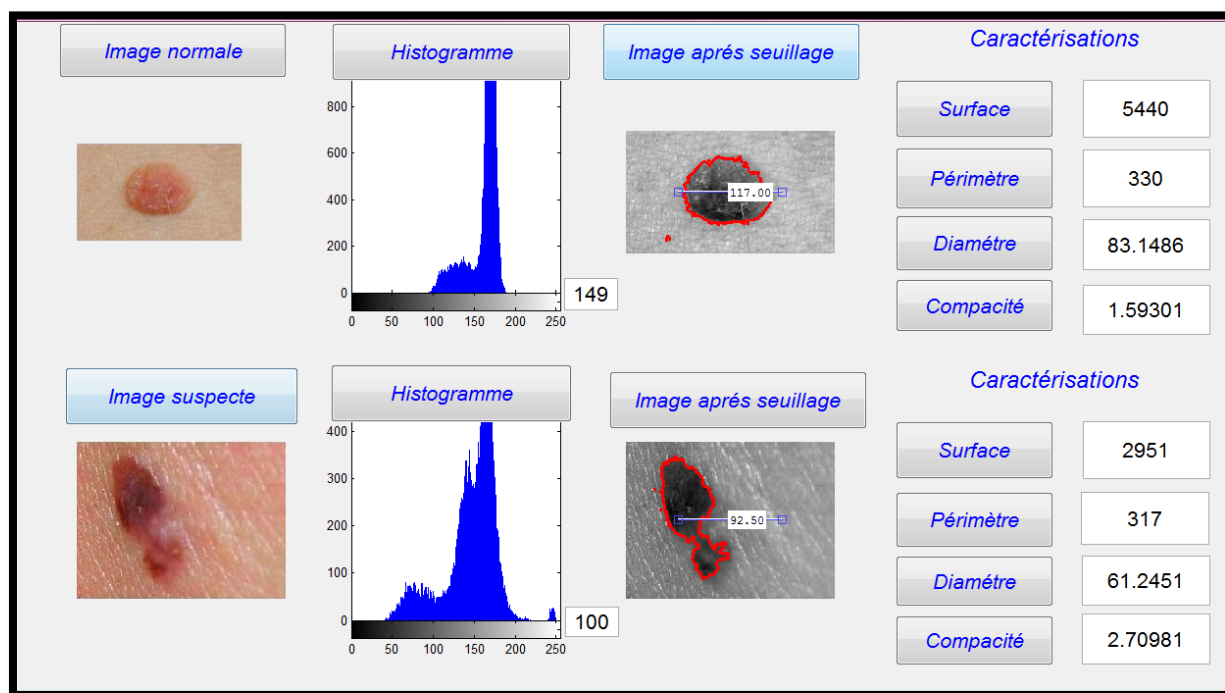 Image normale
Histogramme
Image aprés seuillage
Caractérisations
800
600
400
200
0
0 50 100 150 200 250
149
117.00
Surface
5440
Périmètre
330
Diamétre
83.1486
Compacité
1.59301
Image suspecte
Histogramme
Image aprés seuillage
Caractérisations
400
300
200
100
0
0 50 100 150 200 250
100
92.50
Surface
2951
Périmètre
317
Diamétre
61.2451
Compacité
2.70981